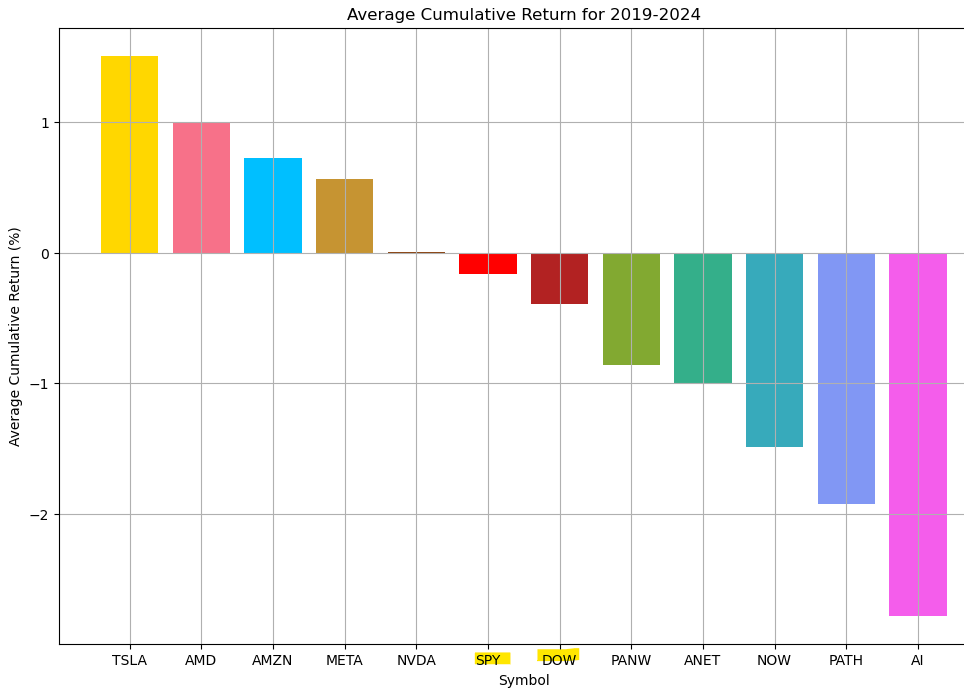 Average Cumulative Return for 2019-2024
Average Cumulative Return (%)
1
0
−1
−2
TSLA AMD AMZN META NVDA SPY DOW PANW ANET NOW PATH AI
Symbol